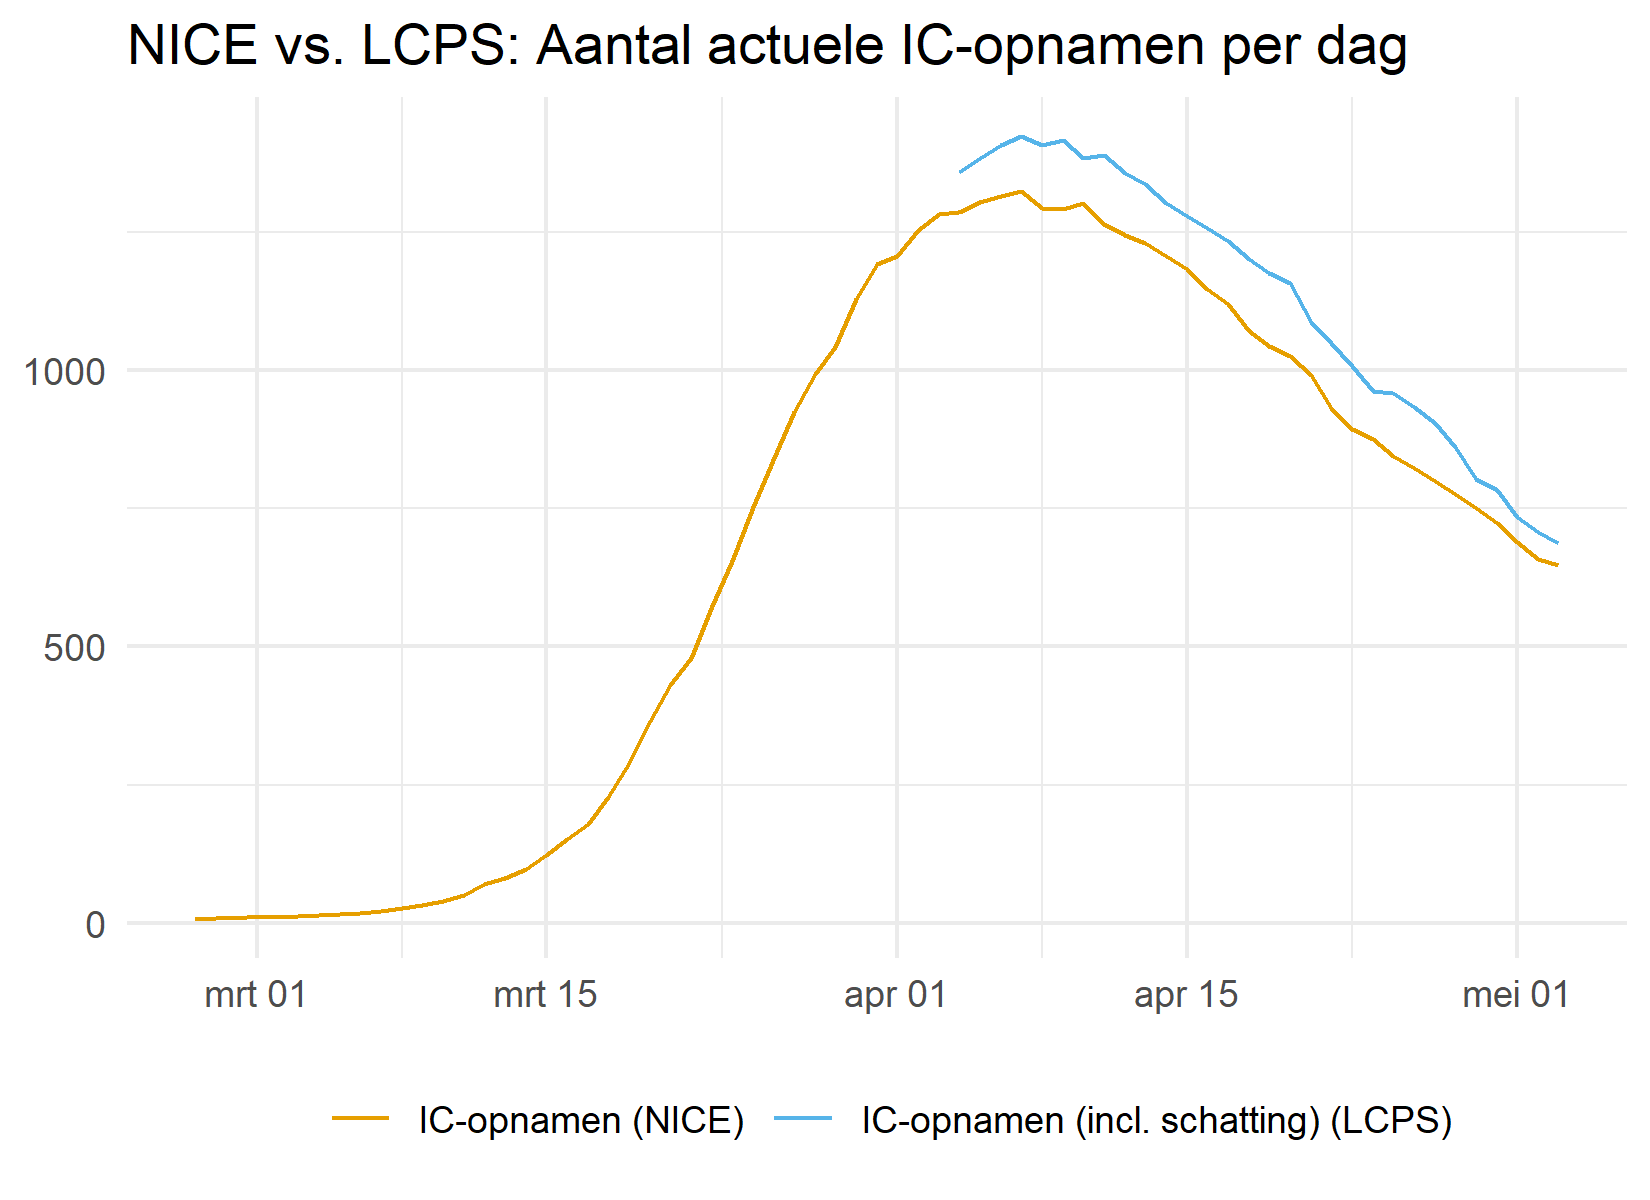 NICE vs. LCPS: Aantal actuele IC-opnamen per dag
1000
500
0
mrt 01 mrt 15 apr 01 apr 15 mei 01
IC-opnamen (NICE) IC-opnamen (incl. schatting) (LCPS)